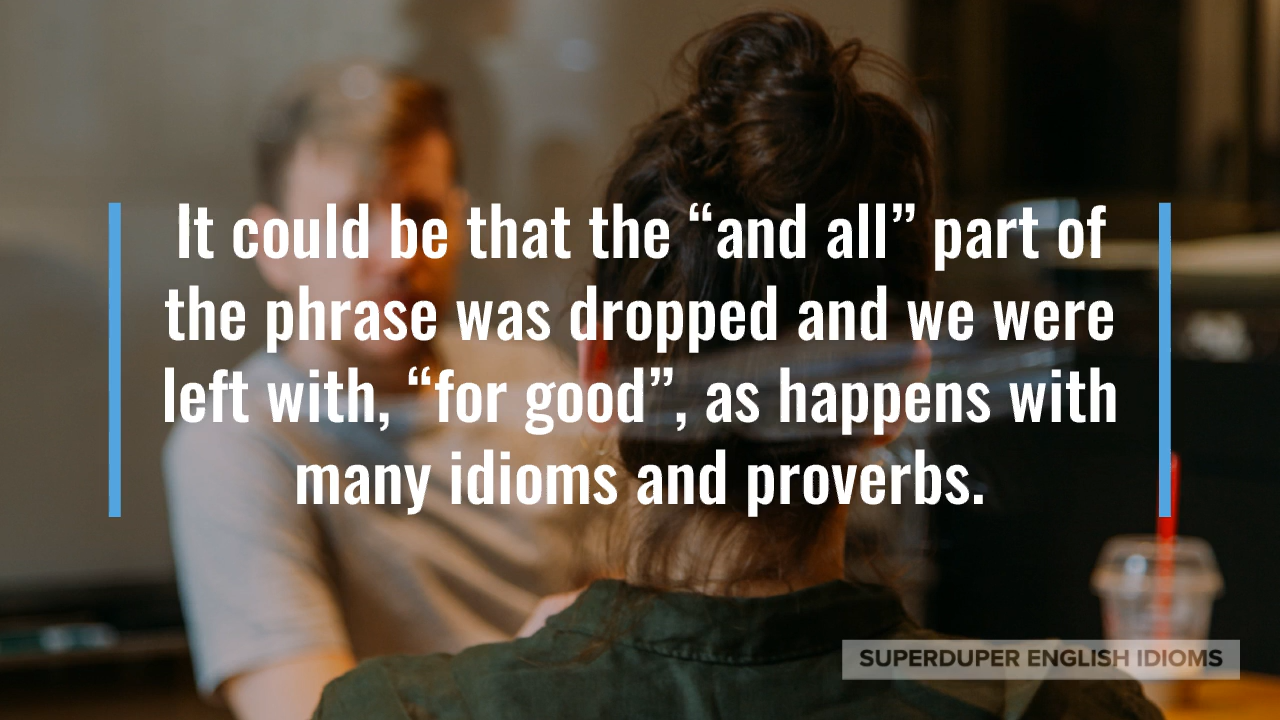 It could be that the “and all” part of
the phrase was dropped and we were
left with, “for good”, as happens with
many idioms and proverbs.
SUPERDUPER ENGLISH IDIOMS